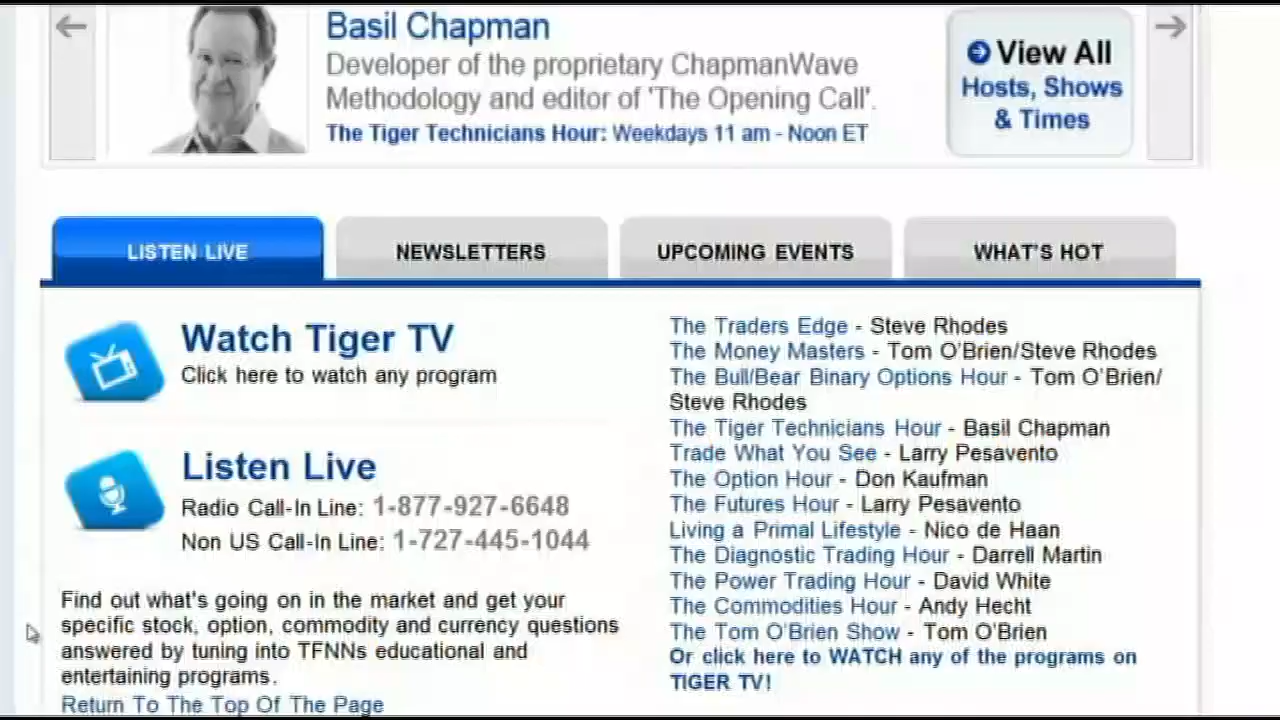 Basil Chapman
Developer of the proprietary ChapmanWave
Methodology and editor of 'The Opening Call'.
The Tiger Technicians Hour: Weekdays 11 am - Noon ET
View All
Hosts, Shows
& Times
LISTEN LIVE
NEWSLETTERS
UPCOMING EVENTS
WHAT'S HOT
Watch Tiger TV
Click here to watch any program
Listen Live
Radio Call-In Line: 1-877-927-6648
Non US Call-In Line: 1-727-445-1044
Find out what's going on in the market and get your
specific stock, option, commodity and currency questions
answered by tuning into TFNNs educational and
entertaining programs.
Return To The Top Of The Page
The Traders Edge - Steve Rhodes
The Money Masters - Tom O'Brien/Steve Rhodes
The Bull/Bear Binary Options Hour - Tom O'Brien/
Steve Rhodes
The Tiger Technicians Hour - Basil Chapman
Trade What You See - Larry Pesavento
The Option Hour - Don Kaufman
The Futures Hour - Larry Pesavento
Living a Primal Lifestyle - Nico de Haan
The Diagnostic Trading Hour - Darrell Martin
The Power Trading Hour - David White
The Commodities Hour - Andy Hecht
The Tom O'Brien Show - Tom O'Brien
Or click here to WATCH any of the programs on
TIGER TV!